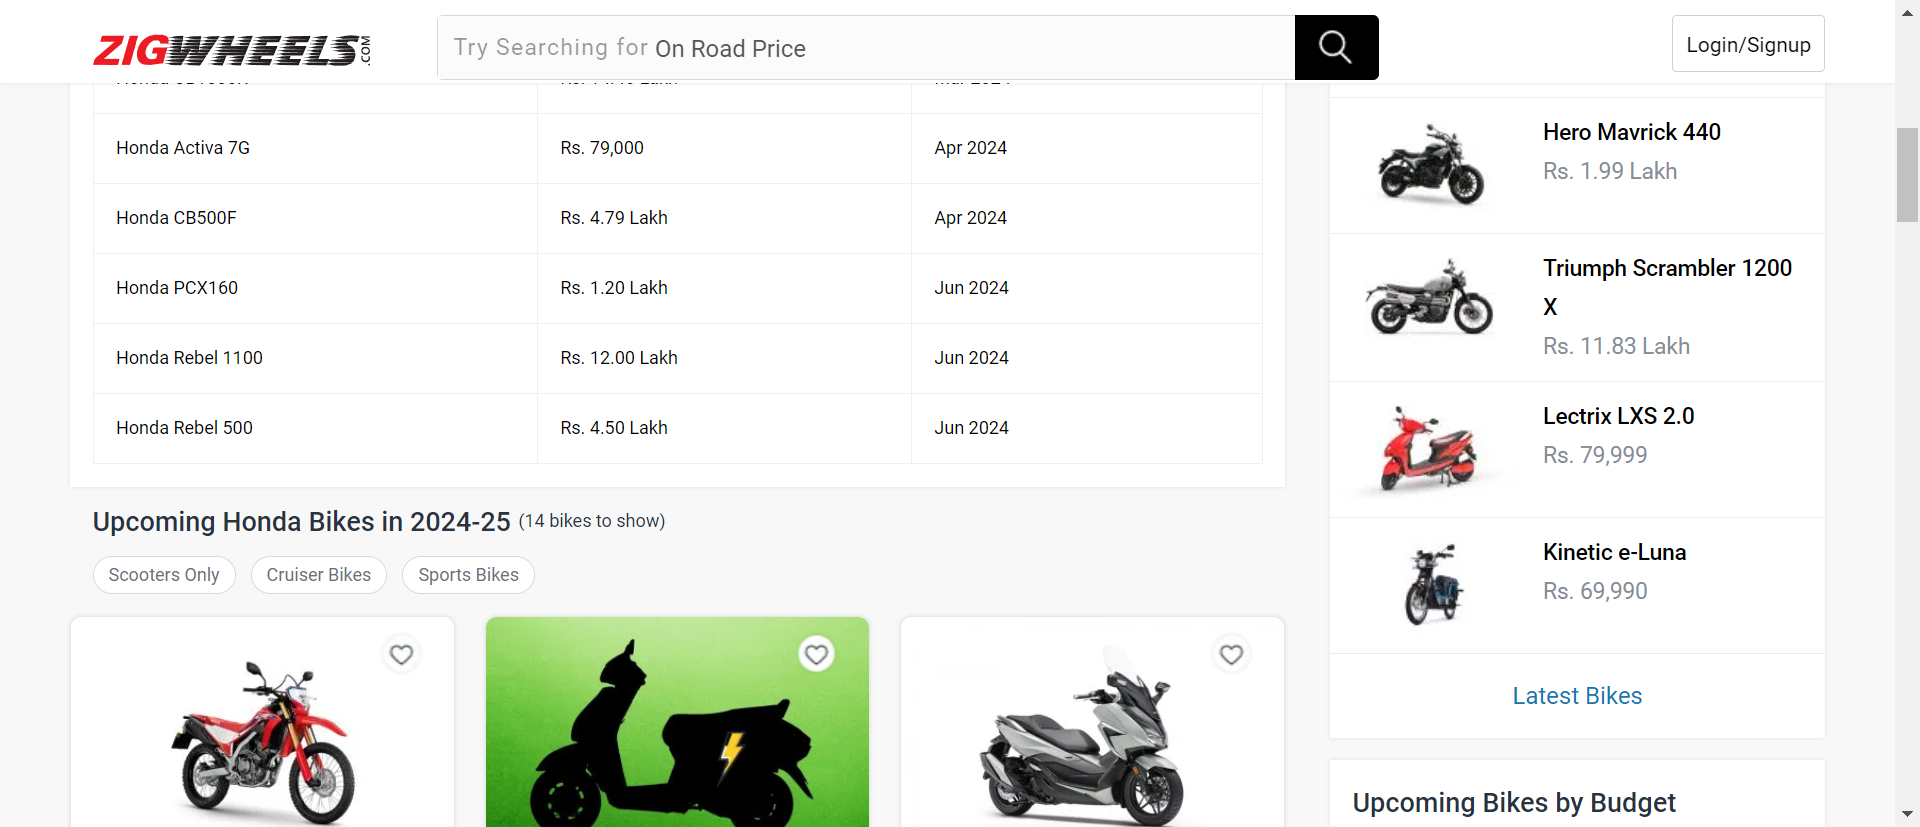 ZIGWHEELS.COM
Try Searching for On Road Price
Login/Signup
Honda Activa 7G
Rs. 79,000
Apr 2024
Honda CB500F
Rs. 4.79 Lakh
Apr 2024
Honda PCX160
Rs. 1.20 Lakh
Jun 2024
Honda Rebel 1100
Rs. 12.00 Lakh
Jun 2024
Honda Rebel 500
Rs. 4.50 Lakh
Jun 2024
Upcoming Honda Bikes in 2024-25 (14 bikes to show)
Scooters Only
Cruiser Bikes
Sports Bikes
Hero Mavrick 440
Rs. 1.99 Lakh
Triumph Scrambler 1200
X
Rs. 11.83 Lakh
Lectrix LXS 2.0
Rs. 79,999
Kinetic e-Luna
Rs. 69,990
Latest Bikes
Upcoming Bikes by Budget